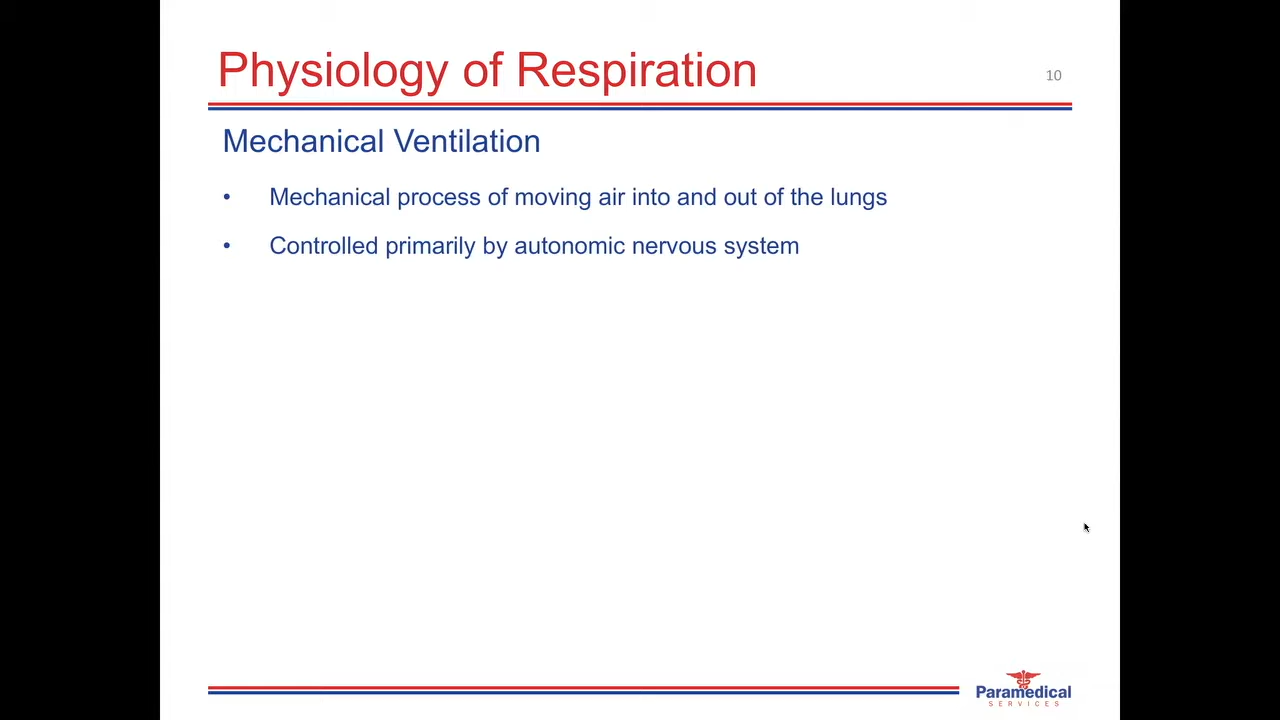 Physiology of Respiration
10
Mechanical Ventilation
• Mechanical process of moving air into and out of the lungs
• Controlled primarily by autonomic nervous system
Paramedical
SERVICES